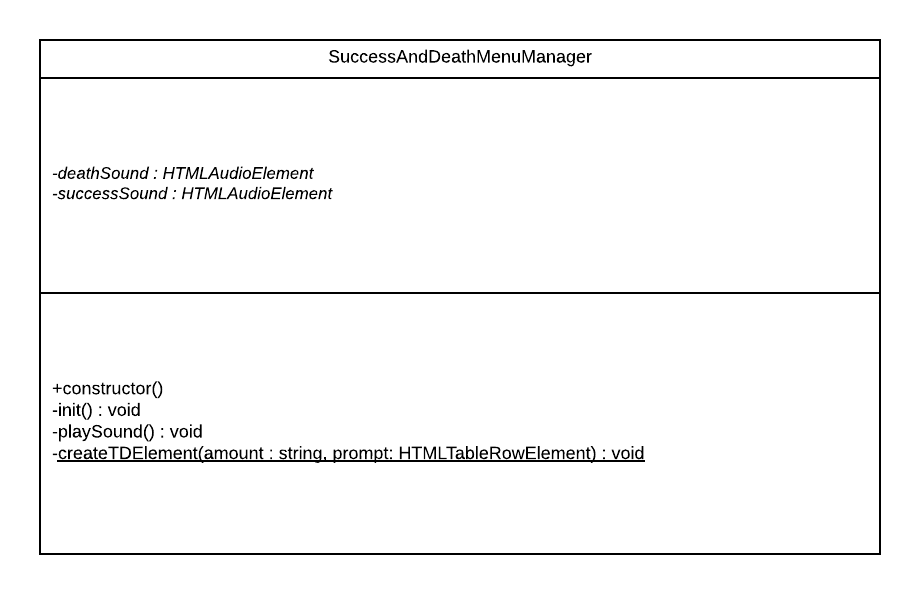 SuccessAndDeathMenuManager
-deathSound : HTMLAudioElement
-successSound : HTMLAudioElement
+constructor()
-init() : void
-playSound() : void
-createTDElement(amount : string, prompt: HTMLTableRowElement) : void